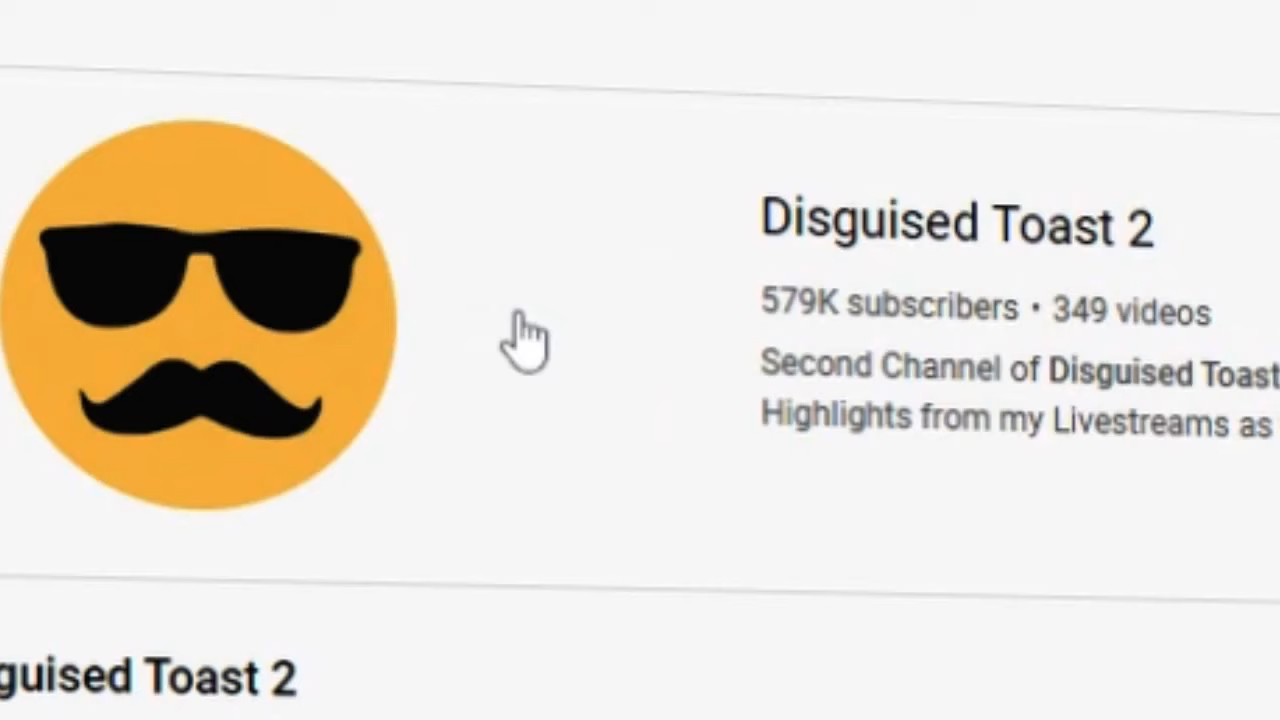 Disguised Toast 2
579K subscribers • 349 videos
Second Channel of Disguised Toast
Highlights from my Livestreams as
guised Toast 2